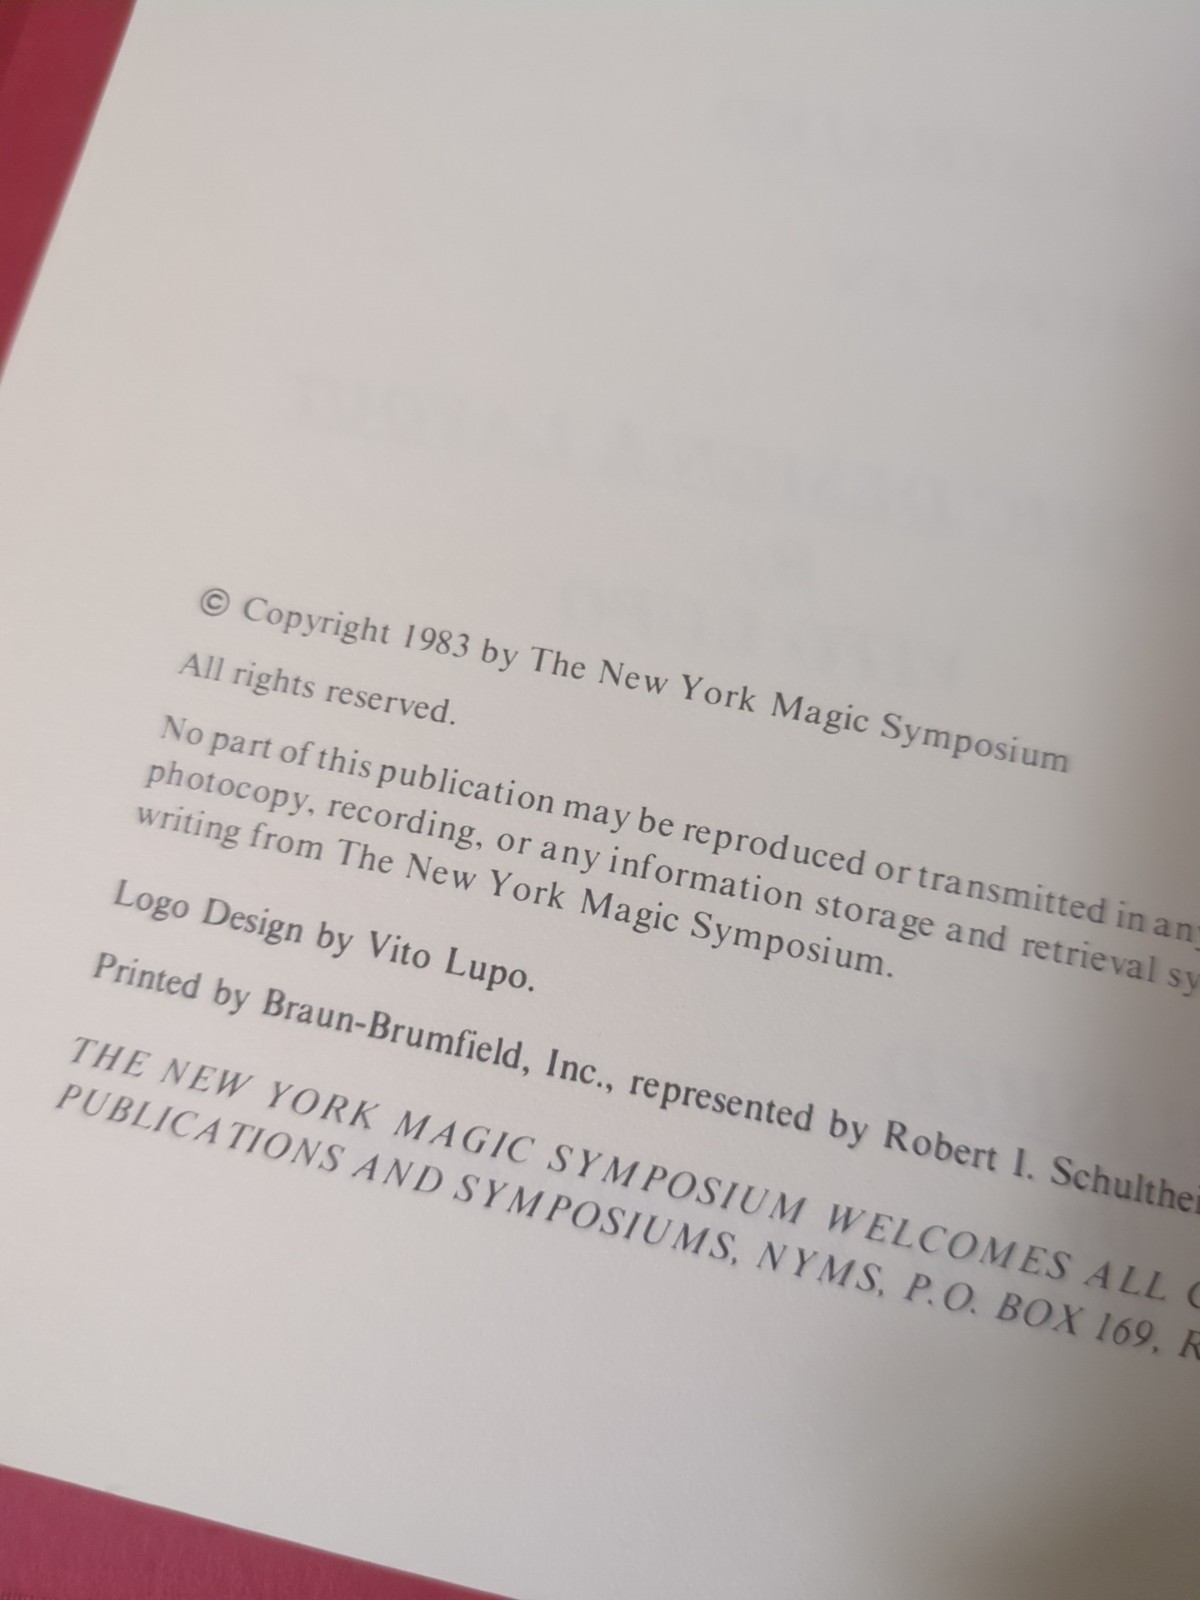 © Copyright 1983 by The New York Magic Symposium
All rights reserved.
No part of this publication may be reproduced or transmitted in any
photocopy, recording, or any information storage and retrieval
writing from The New York Magic Symposium.
Logo Design by Vito Lupo.
Printed by Braun-Brumfield, Inc., represented by Robert I.
THE NEW YORK MAGIC SYMPOSIUM WELCOMES ALL
PUBLICATIONS AND SYMPOSIUMS, NYMS, P.O. BOX 169,